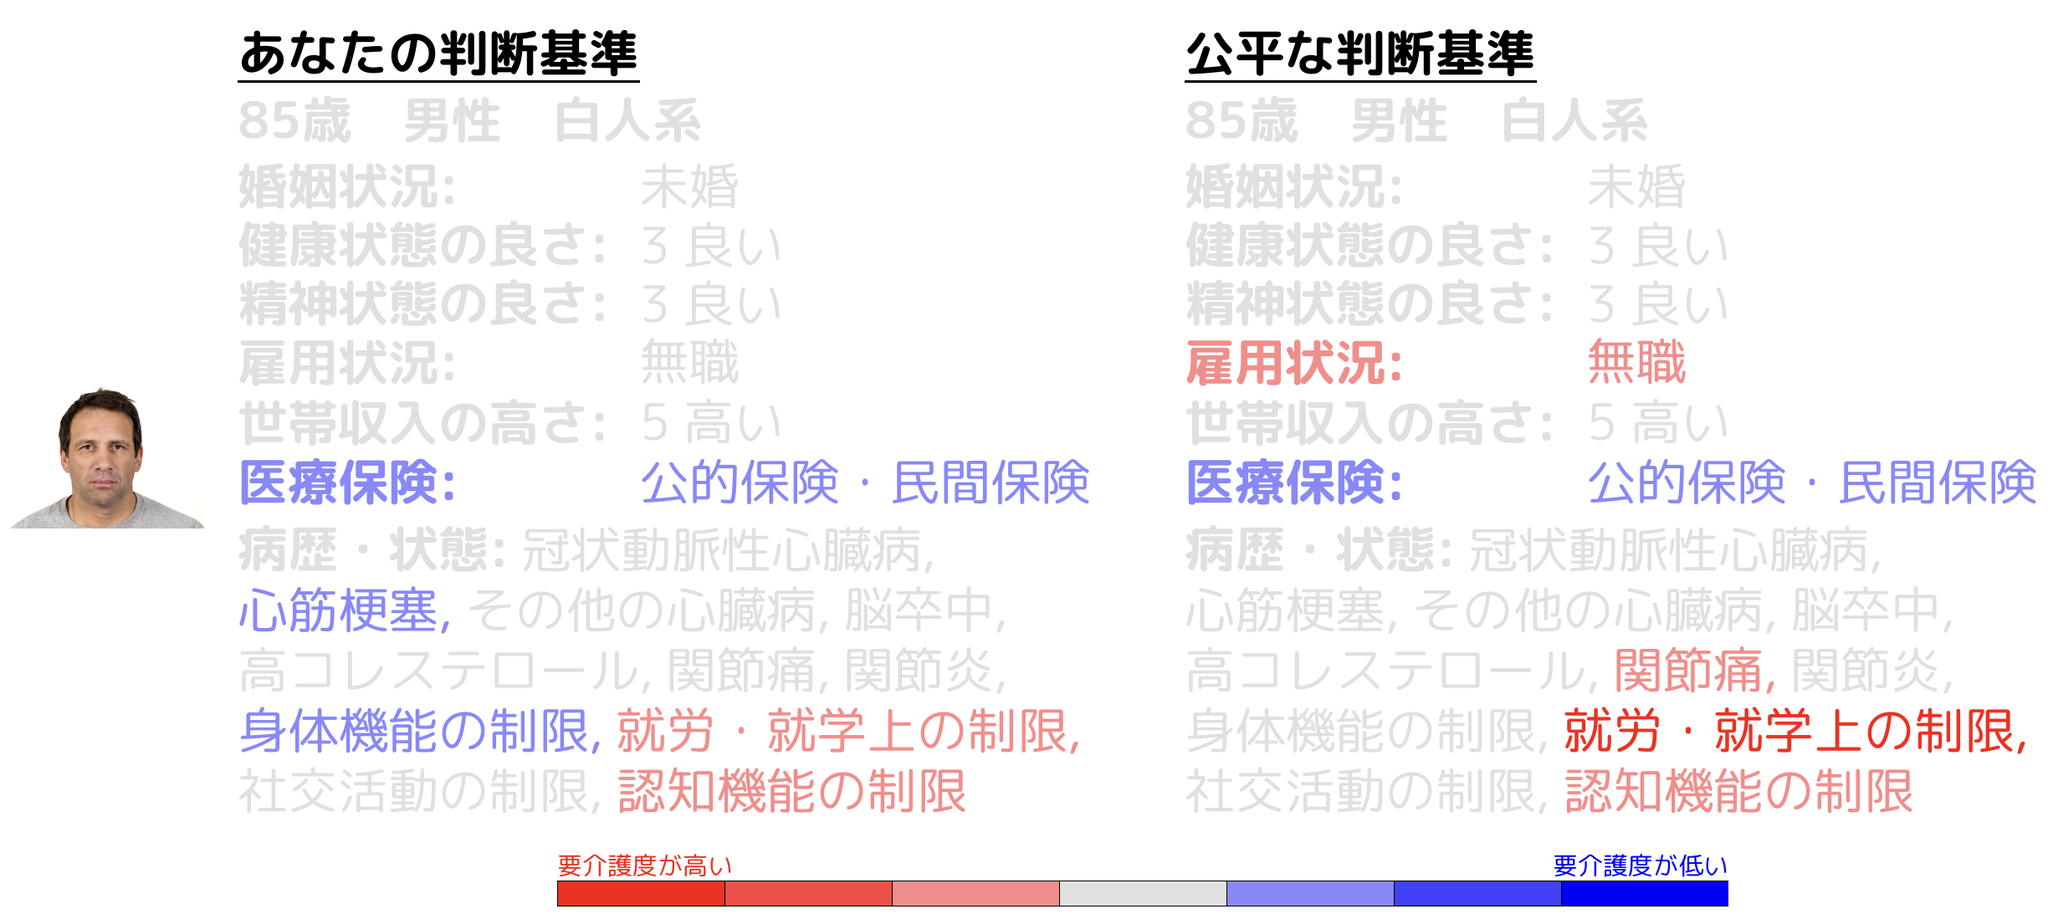 あなたの判断基準
85歳 男性 白人系
婚姻状況: 未婚
健康状態の良さ: 3 良い
精神状態の良さ: 3 良い
雇用状況: 無職
世帯収入の高さ: 5 高い
医療保険: 公的保険・民間保険
病歴・状態: 冠状動脈性心臓病,
心筋梗塞, その他の心臓病, 脳卒中,
高コレステロール, 関節痛, 関節炎,
身体機能の制限, 就労・就学上の制限,
社交活動の制限, 認知機能の制限
公平な判断基準
85歳 男性 白人系
婚姻状況: 未婚
健康状態の良さ: 3 良い
精神状態の良さ: 3 良い
雇用状況: 無職
世帯収入の高さ: 5 高い
医療保険: 公的保険・民間保険
病歴・状態: 冠状動脈性心臓病,
心筋梗塞, その他の心臓病, 脳卒中,
高コレステロール, 関節痛, 関節炎,
身体機能の制限, 就労・就学上の制限,
社交活動の制限, 認知機能の制限
要介護度が高い
要介護度が低い